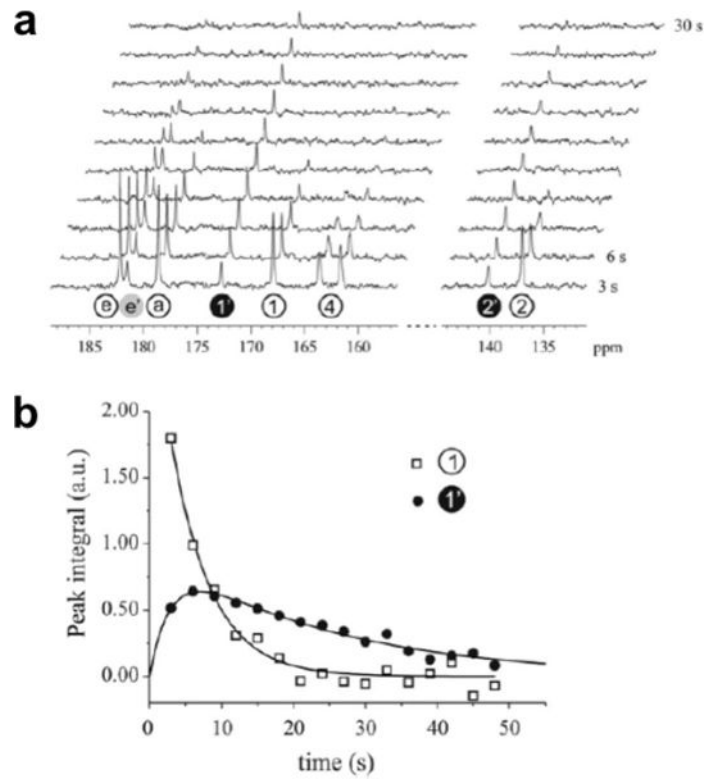 a
30 s
6 s
3 s
e e' a 1' 1 4 2' 2
185 180 175 170 165 160 140 135 ppm
b
2.00
1.50
1.00
0.50
0.00
Peak integral (a.u.)
1
1'
0 10 20 30 40 50
time (s)